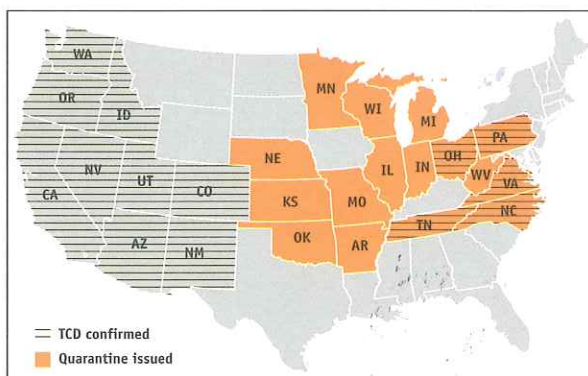 WA
OR
ID
MN
WI
MI
PA
NE
OH
NV
IL
IN
WV
UT
VA
CA
CO
KS
MO
NC
TN
AZ
OK
NM
AR
TCD confirmed
Quarantine issued